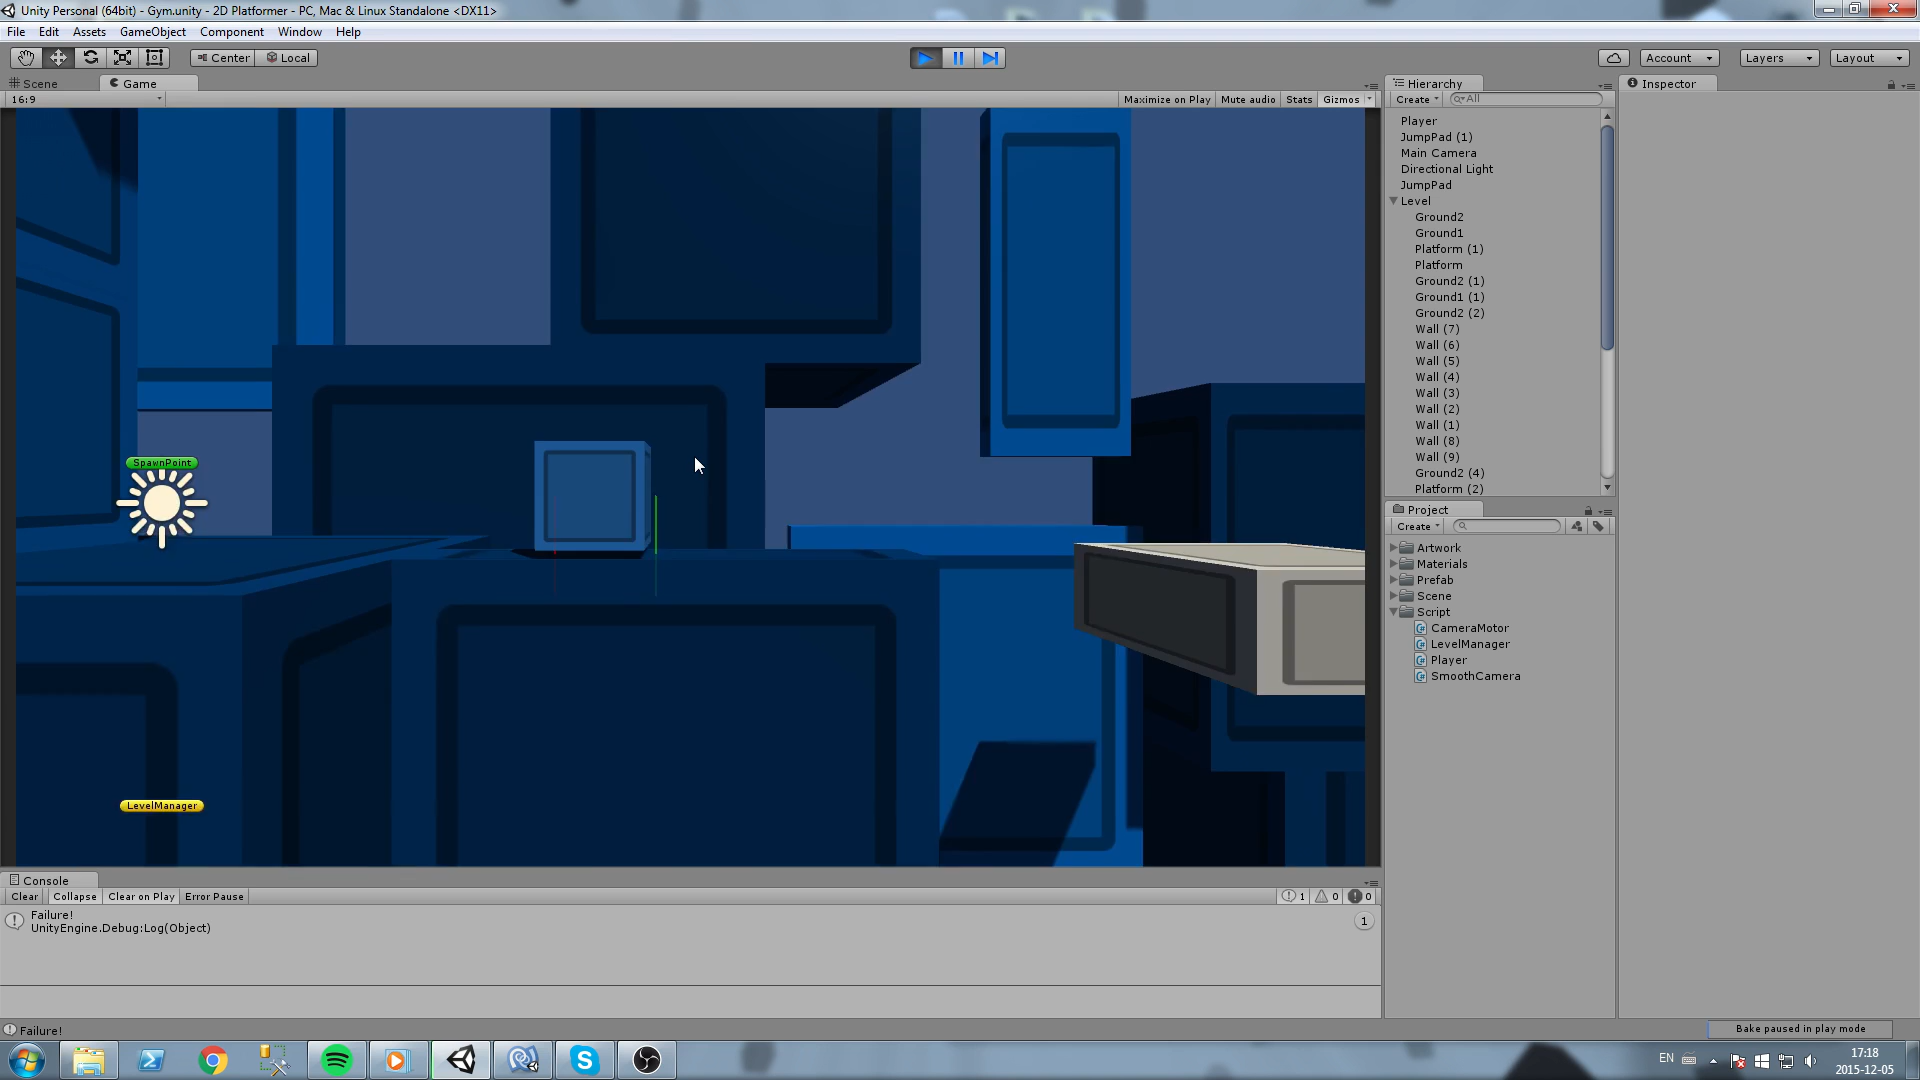 Unity Personal (64bit) - Gym.unity - 2D Platformer - PC, Mac & Linux Standalone <DX11>
File Edit Assets GameObject Component Window Help
Center Local Account Layers Layout
Scene Game
16:9 Maximize on Play Mute audio Stats Gizmos
Hierarchy
Create All
Player
JumpPad (1)
Main Camera
Directional Light
JumpPad
Level
Ground2
Ground1
Platform (1)
Platform
Ground2 (1)
Ground1 (1)
Ground2 (2)
Wall (7)
Wall (6)
Wall (5)
Wall (4)
Wall (3)
Wall (2)
Wall (1)
Wall (8)
Wall (9)
Ground2 (4)
Platform (2)
Inspector
SpawnPoint
LevelManager
Project
Create
Artwork
Materials
Prefab
Scene
Script
CameraMotor
LevelManager
Player
SmoothCamera
Console
Clear Collapse Clear on Play Error Pause 1 0 0
Failure!
UnityEngine.Debug:Log(Object)
1
Failure!
Bake paused in play mode
EN
17:18
2015-12-05